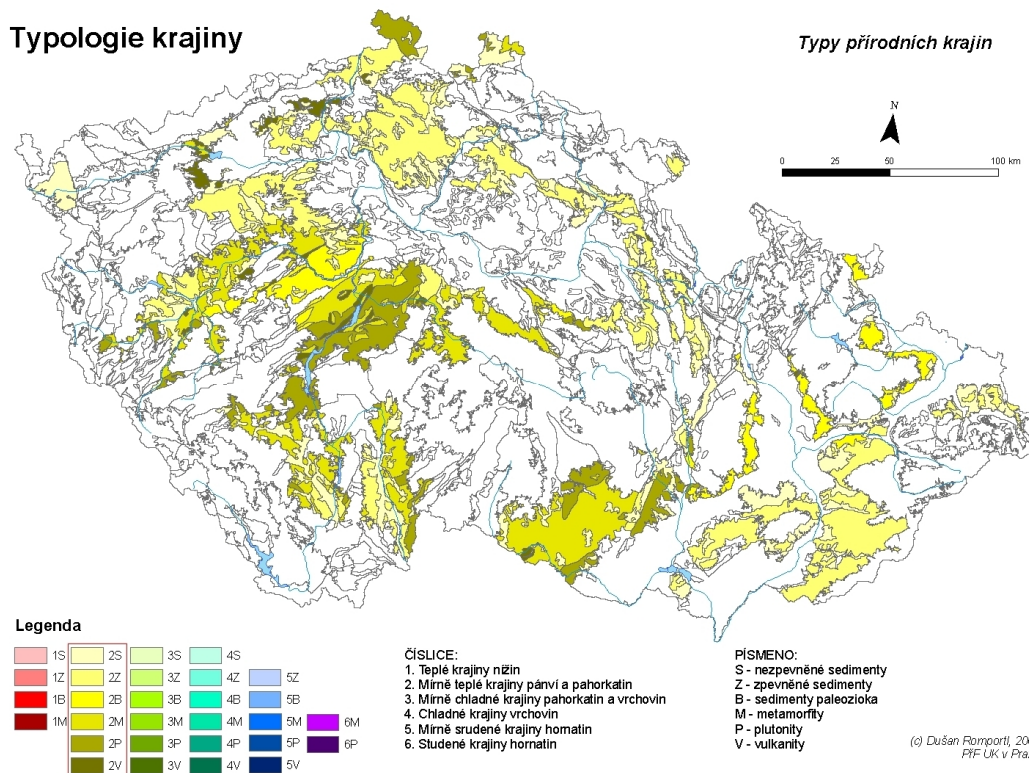 Typologie krajiny
Typy přírodních krajin
N
0 25 50 100 km
Legenda
1S 2S 3S 4S
1Z 2Z 3Z 4Z 5Z
1B 2B 3B 4B 5B
1M 2M 3M 4M 5M 6M
2P 3P 4P 5P 6P
2V 3V 4V 5V
ČÍSLICE:
1. Teplé krajiny nížin
2. Mírně teplé krajiny pánví a pahorkatin
3. Mírně chladné krajiny pahorkatin a vrchovin
4. Chladné krajiny vrchovin
5. Mírně srudené krajiny hornatin
6. Studené krajiny hornatin
PÍSMENO:
S - nezpevněné sedimenty
Z - zpevněné sedimenty
B - sedimenty paleozioka
M - metamorfity
P - plutonity
V - vulkanity
(c) Dušan Romportl, 20
PřF UK v Pra